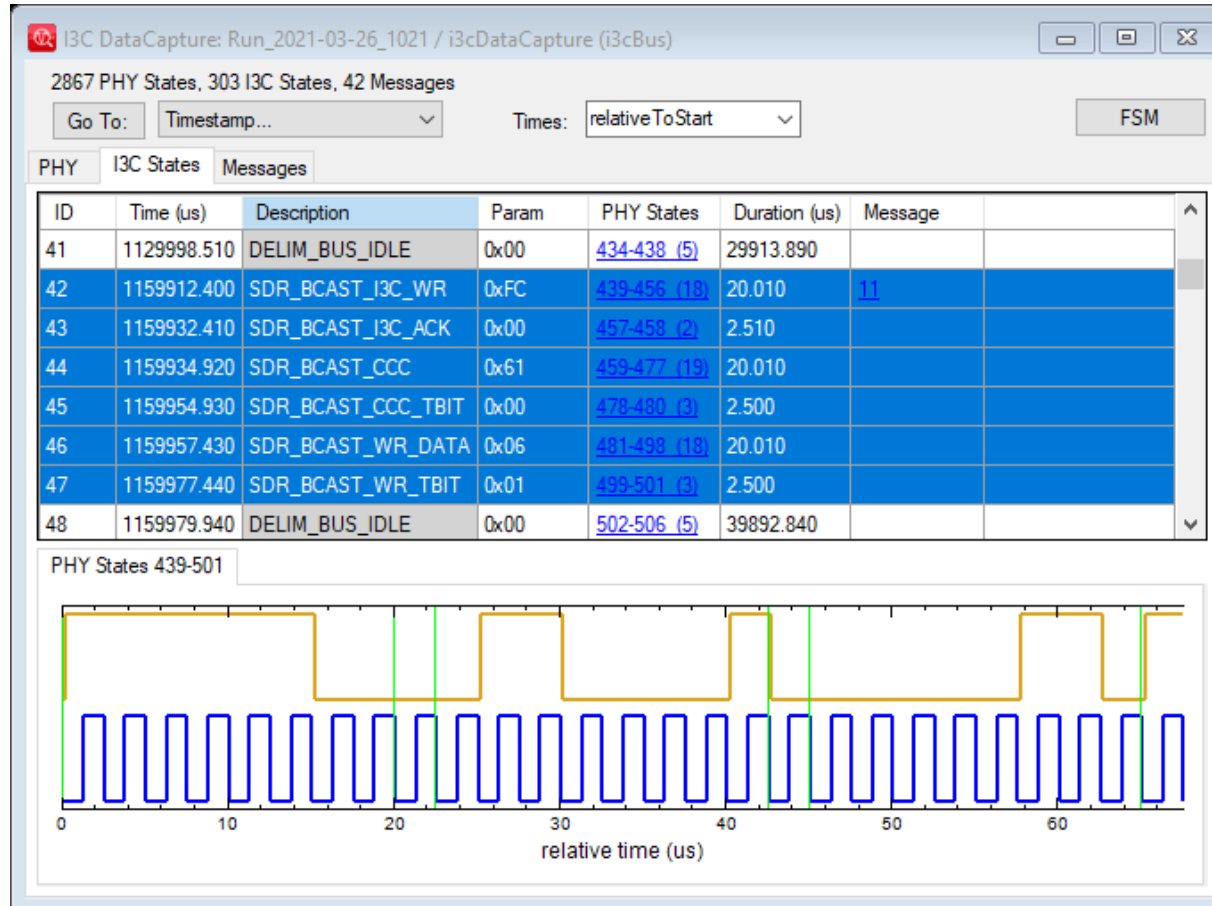 I3C DataCapture: Run_2021-03-26_1021 / i3cDataCapture (i3cBus)
2867 PHY States, 303 I3C States, 42 Messages
Go To: Timestamp... Times: relativeToStart FSM
PHY I3C States Messages
ID Time (us) Description Param PHY States Duration (us) Message
41 1129998.510 DELIM_BUS_IDLE 0x00 434-438 (5) 29913.890
42 1159912.400 SDR_BCAST_I3C_WR 0xFC 439-456 (18) 20.010 11
43 1159932.410 SDR_BCAST_I3C_ACK 0x00 457-458 (2) 2.510
44 1159934.920 SDR_BCAST_CCC 0x61 459-477 (19) 20.010
45 1159954.930 SDR_BCAST_CCC_TBIT 0x00 478-480 (3) 2.500
46 1159957.430 SDR_BCAST_WR_DATA 0x06 481-498 (18) 20.010
47 1159977.440 SDR_BCAST_WR_TBIT 0x01 499-501 (3) 2.500
48 1159979.940 DELIM_BUS_IDLE 0x00 502-506 (5) 39892.840
PHY States 439-501
0 10 20 30 40 50 60
relative time (us)